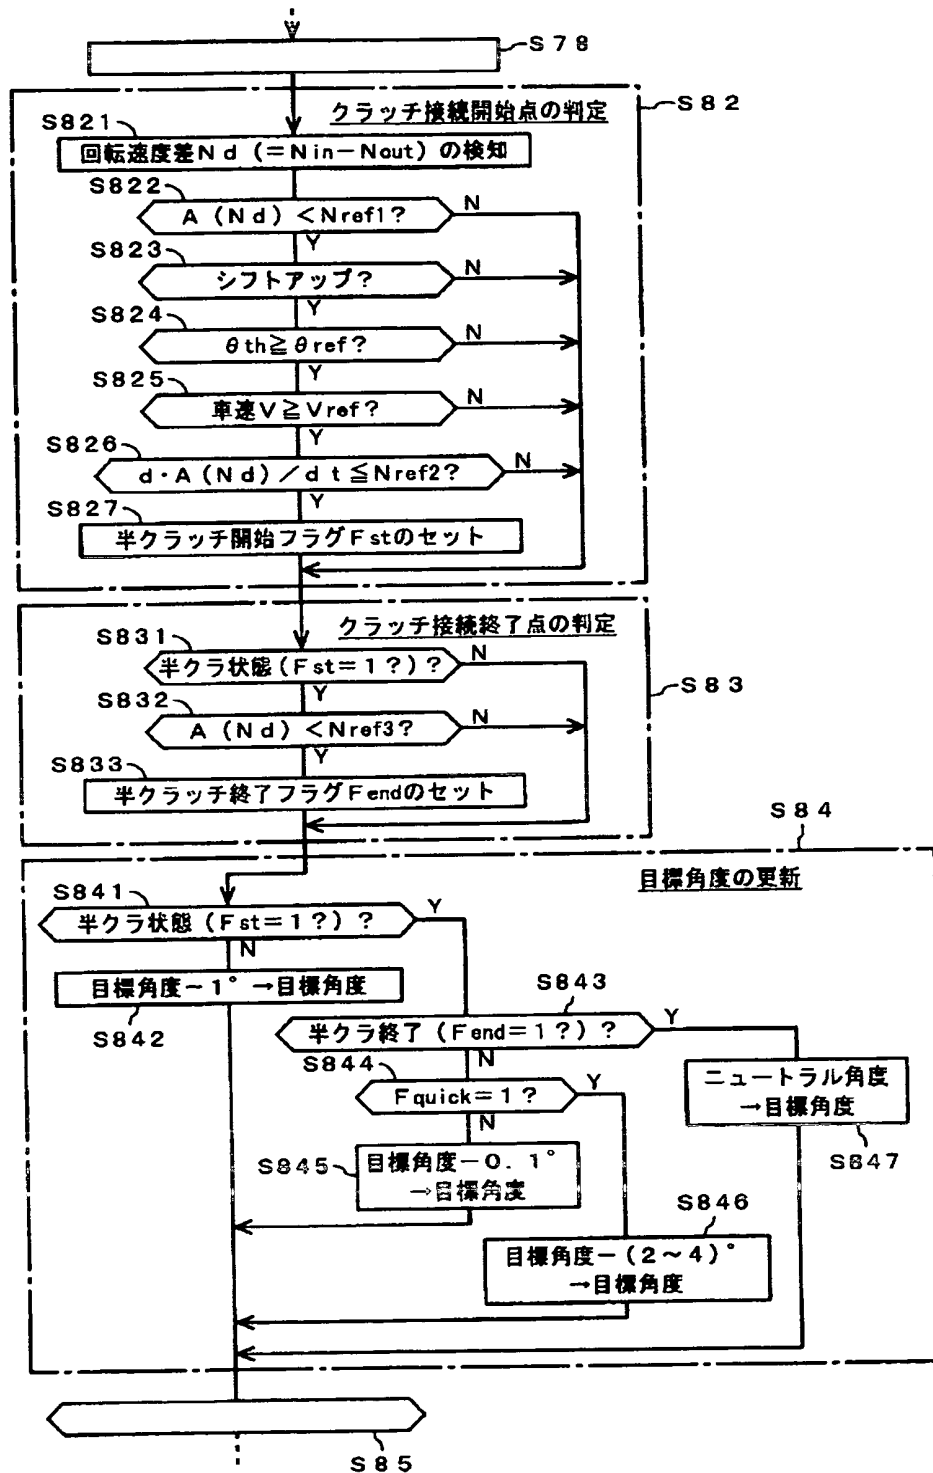 S78
S82
クラッチ接続開始点の判定
S821
回転速度差Nd（＝Nin－Nout）の検知
S822
A（Nd）＜Nref1？
N
Y
S823
シフトアップ？
N
Y
S824
θth≧θref？
N
Y
S825
車速V≧Vref？
N
Y
S826
d・A（Nd）／dt≦Nref2？
N
Y
S827
半クラッチ開始フラグFstのセット
クラッチ接続終了点の判定
S83
S831
半クラ状態（Fst＝1？）？
N
Y
S832
A（Nd）＜Nref3？
N
Y
S833
半クラッチ終了フラグFendのセット
S84
目標角度の更新
S841
半クラ状態（Fst＝1？）？
Y
N
目標角度－1°→目標角度
S842
S843
半クラ終了（Fend＝1？）？
Y
N
S844
Fquick＝1？
Y
N
ニュートラル角度
→目標角度
S847
S845
目標角度－0.1°
→目標角度
S846
目標角度－（2～4）°
→目標角度
S85